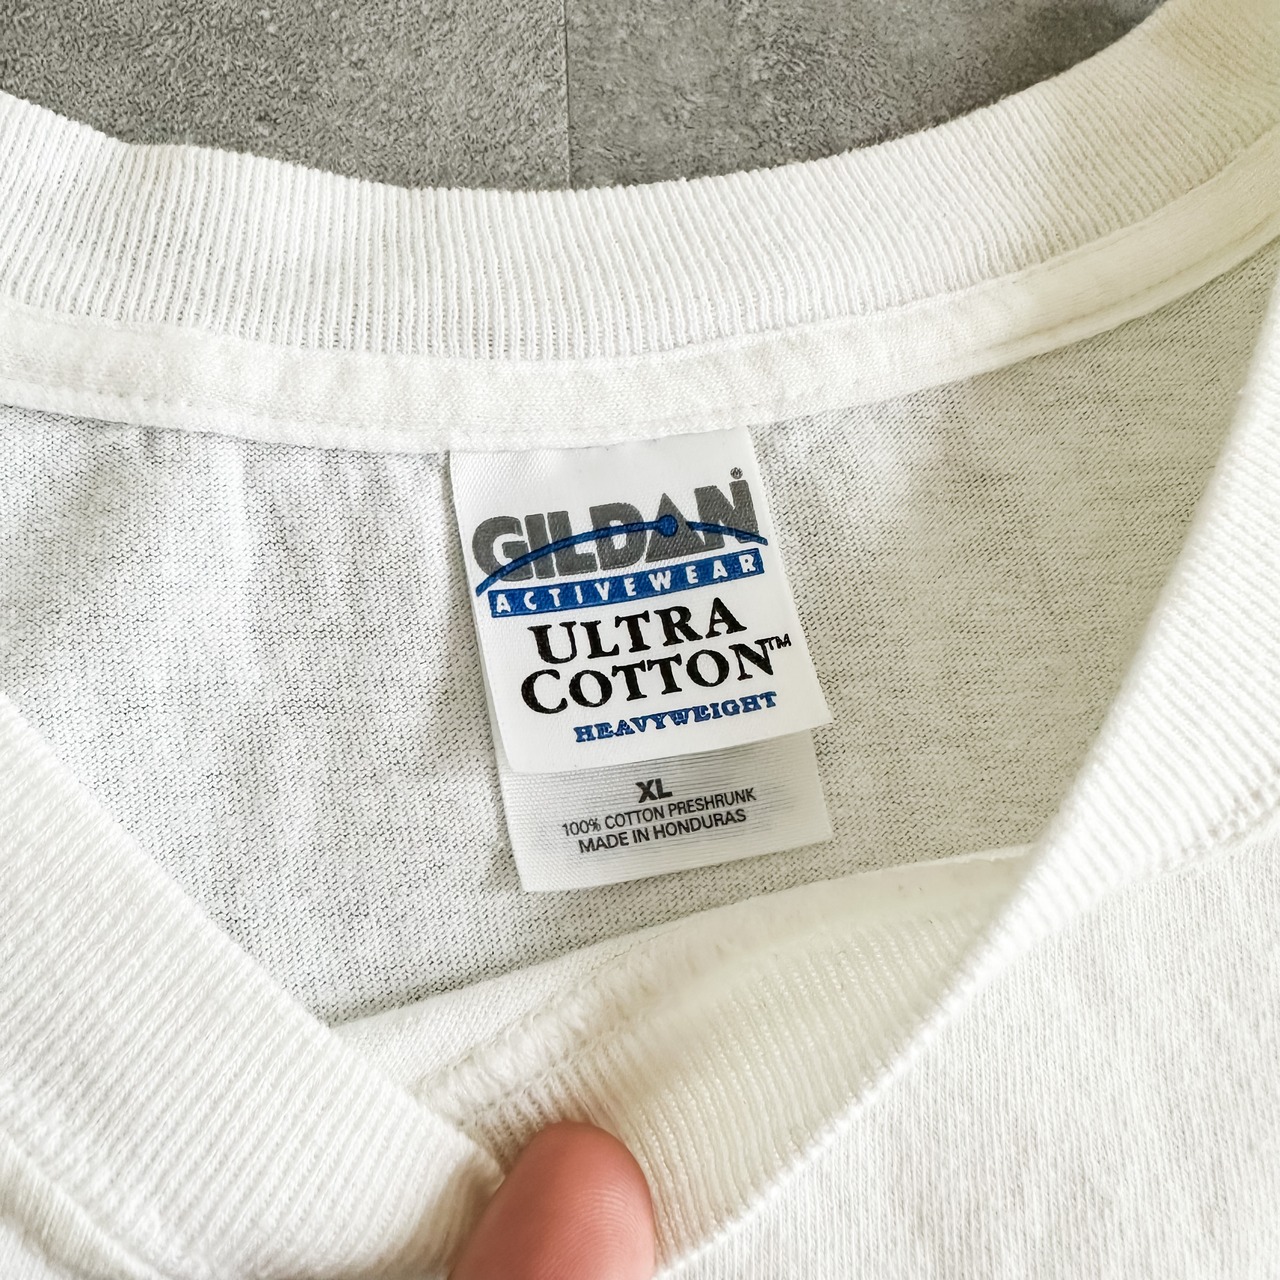 GILDAN®
ACTIVEWEAR
ULTRA
COTTON™
HEAVYWEIGHT
XL
100% COTTON PRESHRUNK
MADE IN HONDURAS